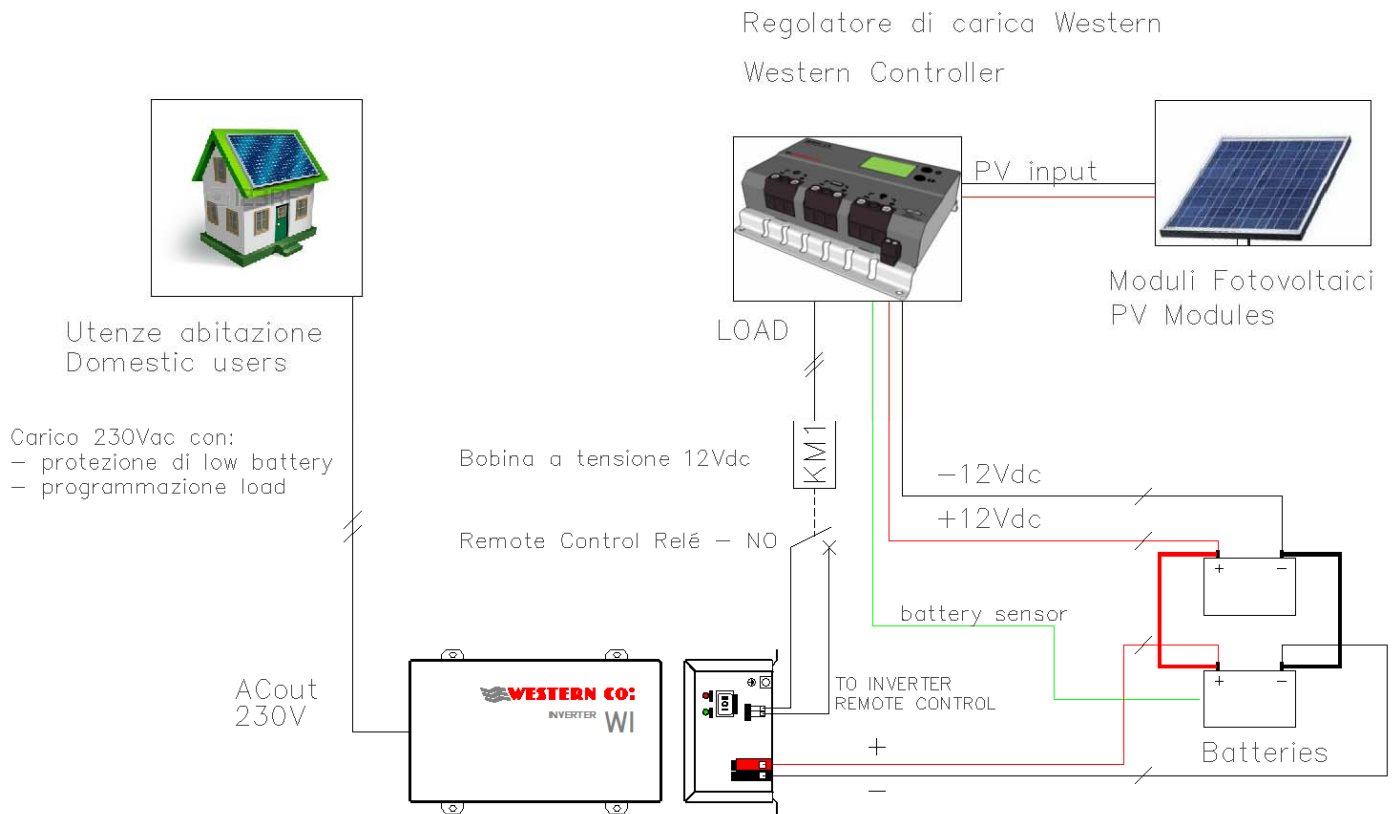 Regolatore di carica Western
Western Controller
PV input
Moduli Fotovoltaici
PV Modules
LOAD
Utenze abitazione
Domestic users
Carico 230Vac con:
– protezione di low battery
– programmazione load
Bobina a tensione 12Vdc
KM1
Remote Control Relé – NO
–12Vdc
+12Vdc
+ –
battery sensor
+ –
Batteries
TO INVERTER
REMOTE CONTROL
ACout
230V
WESTERN CO:
INVERTER WI
+
–